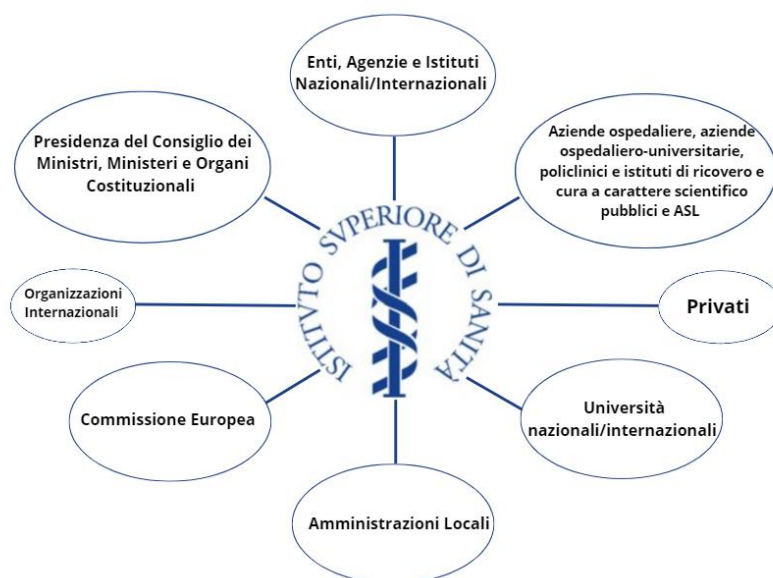 Enti, Agenzie e Istituti
Nazionali/Internazionali
Presidenza del Consiglio dei
Ministri, Ministeri e Organi
Costituzionali
Aziende ospedaliere, aziende
ospedaliero-universitarie,
policlinici e istituti di ricovero e
cura a carattere scientifico
pubblici e ASL
ISTITVTO SVPERIORE DI SANITÀ
Organizzazioni
Internazionali
Privati
Commissione Europea
Università
nazionali/internazionali
Amministrazioni Locali